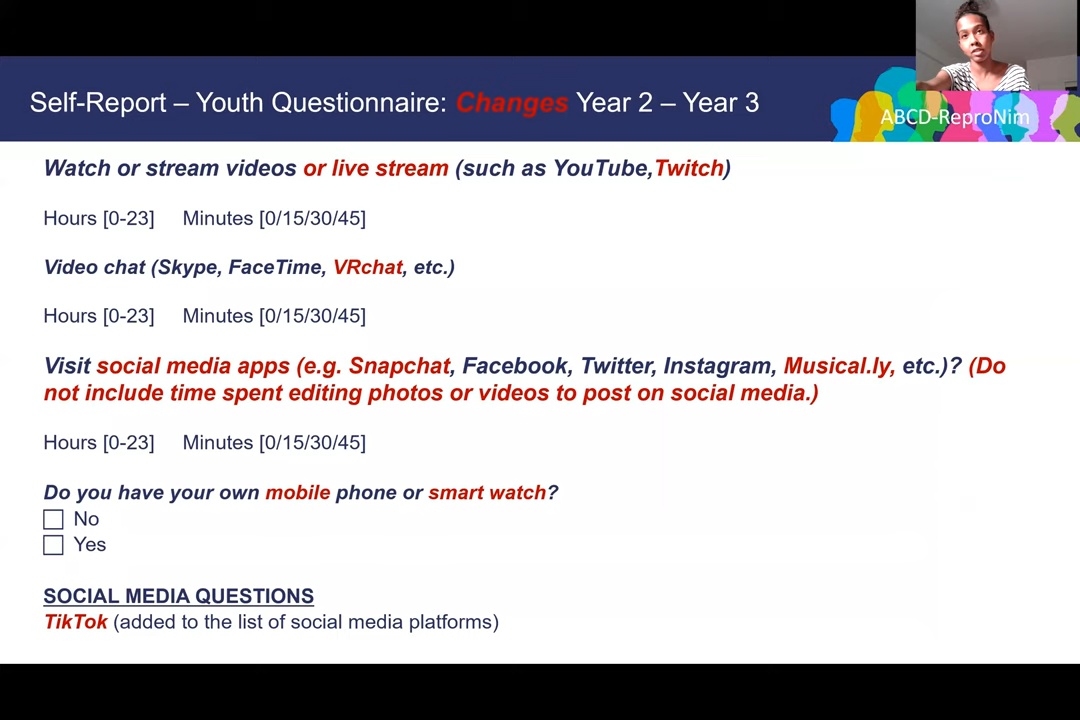 Self-Report – Youth Questionnaire: Changes Year 2 – Year 3
ABCD-ReproNim
Watch or stream videos or live stream (such as YouTube,Twitch)
Hours [0-23] Minutes [0/15/30/45]
Video chat (Skype, FaceTime, VRchat, etc.)
Hours [0-23] Minutes [0/15/30/45]
Visit social media apps (e.g. Snapchat, Facebook, Twitter, Instagram, Musical.ly, etc.)? (Do
not include time spent editing photos or videos to post on social media.)
Hours [0-23] Minutes [0/15/30/45]
Do you have your own mobile phone or smart watch?
No
Yes
SOCIAL MEDIA QUESTIONS
TikTok (added to the list of social media platforms)